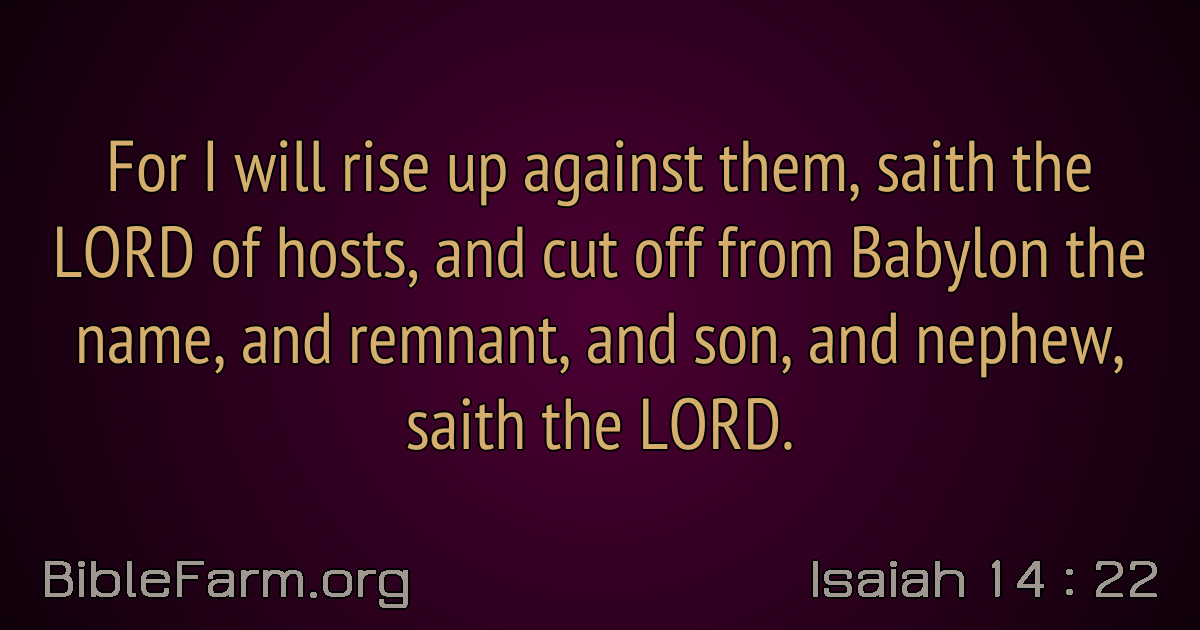 For I will rise up against them, saith the
LORD of hosts, and cut off from Babylon the
name, and remnant, and son, and nephew,
saith the LORD.
BibleFarm.org
Isaiah 14 : 22